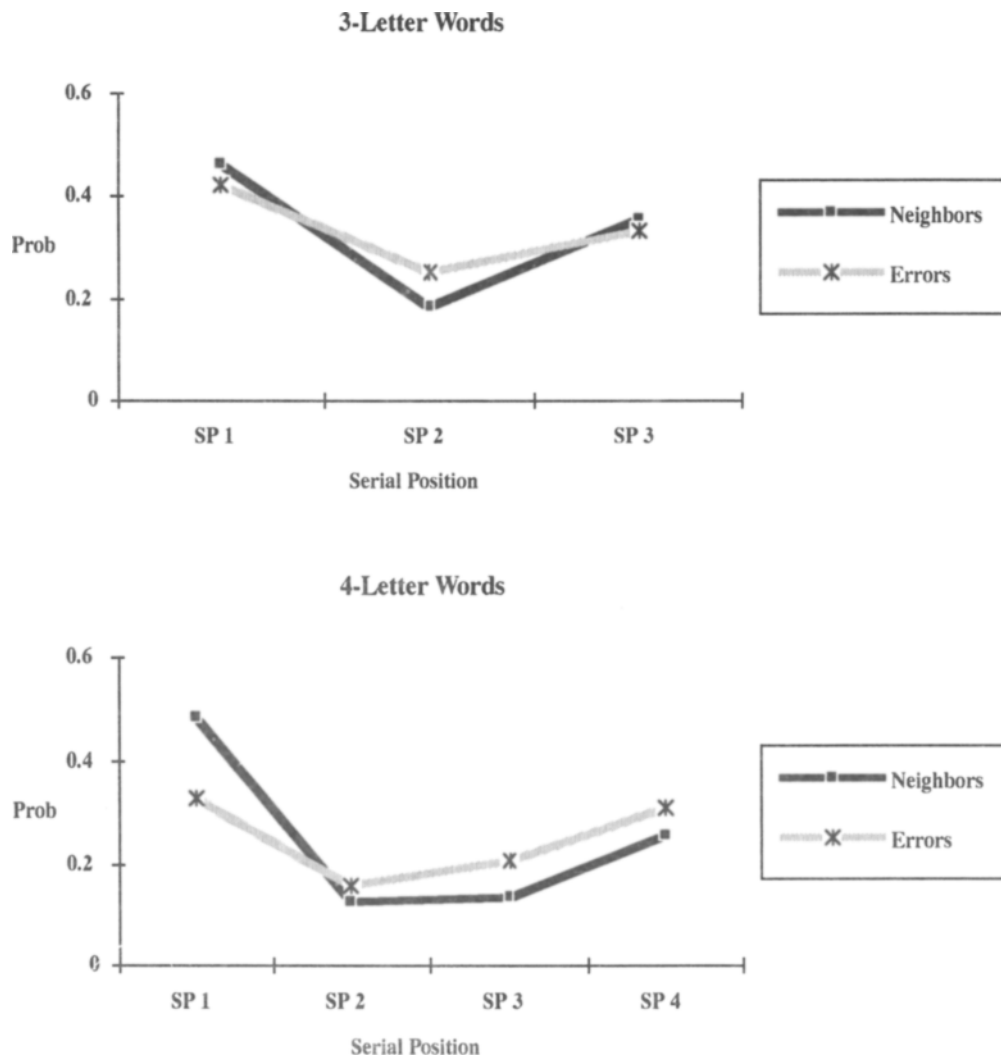 3-Letter Words
0.6
0.4
Prob
0.2
0
SP 1 SP 2 SP 3
Serial Position
Neighbors
Errors
4-Letter Words
0.6
0.4
Prob
0.2
0
SP 1 SP 2 SP 3 SP 4
Serial Position
Neighbors
Errors